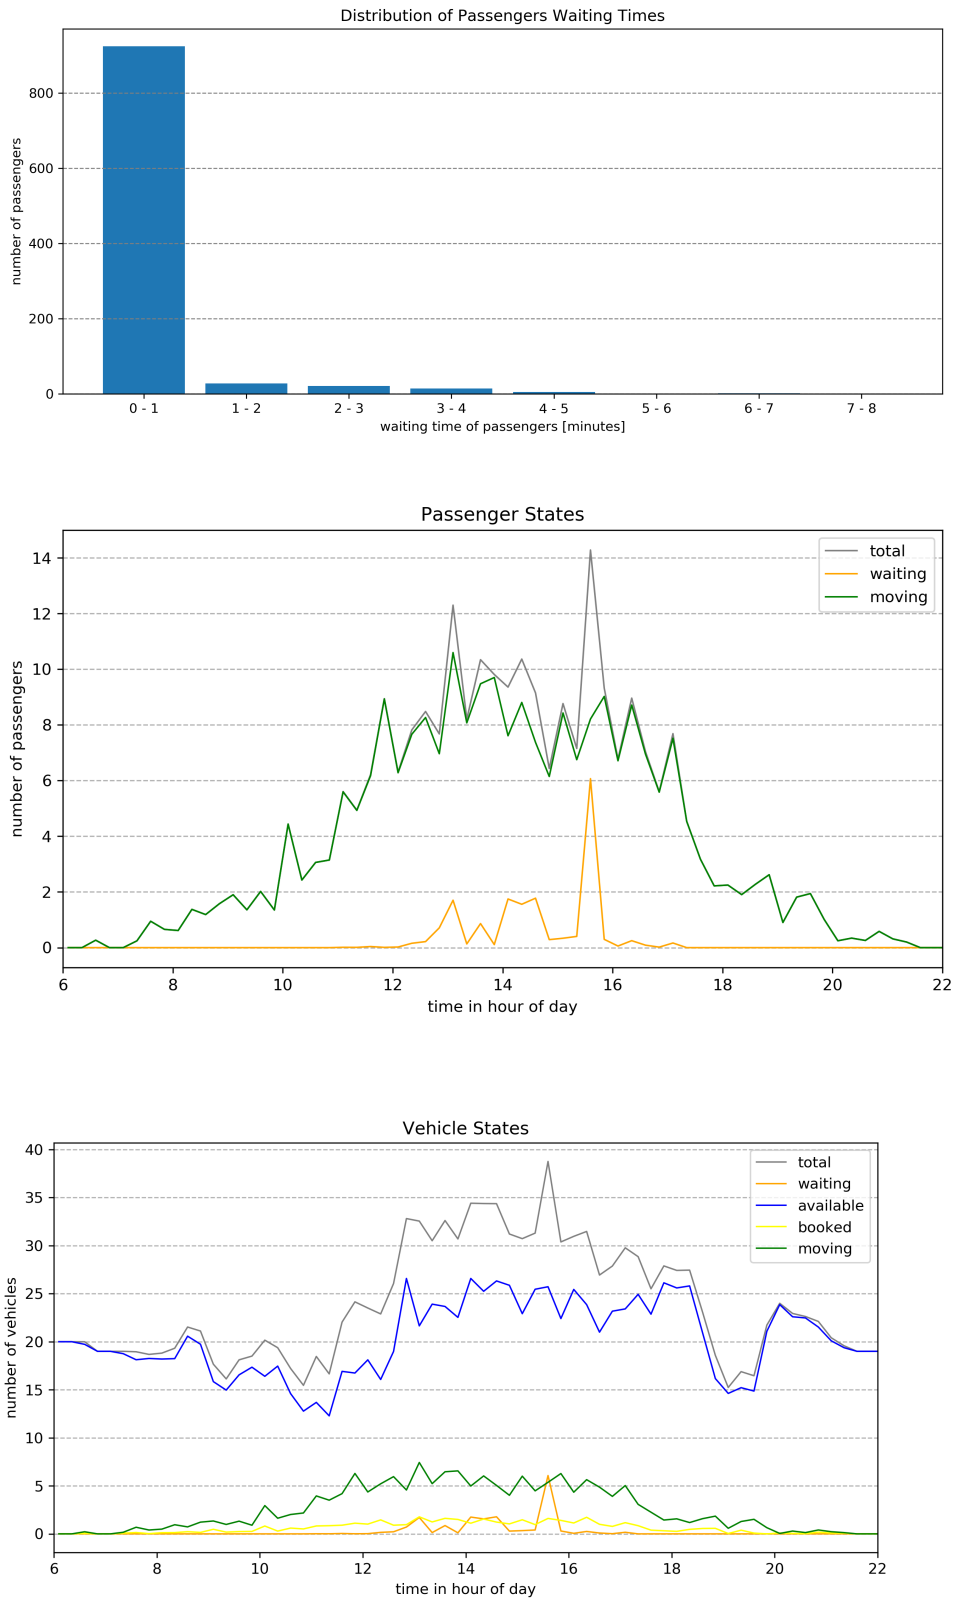 Distribution of Passengers Waiting Times
number of passengers
800
600
400
200
0
0 - 1 1 - 2 2 - 3 3 - 4 4 - 5 5 - 6 6 - 7 7 - 8
waiting time of passengers [minutes]
Passenger States
number of passengers
14
12
10
8
6
4
2
0
total
waiting
moving
6 8 10 12 14 16 18 20 22
time in hour of day
Vehicle States
number of vehicles
40
35
30
25
20
15
10
5
0
total
waiting
available
booked
moving
6 8 10 12 14 16 18 20 22
time in hour of day